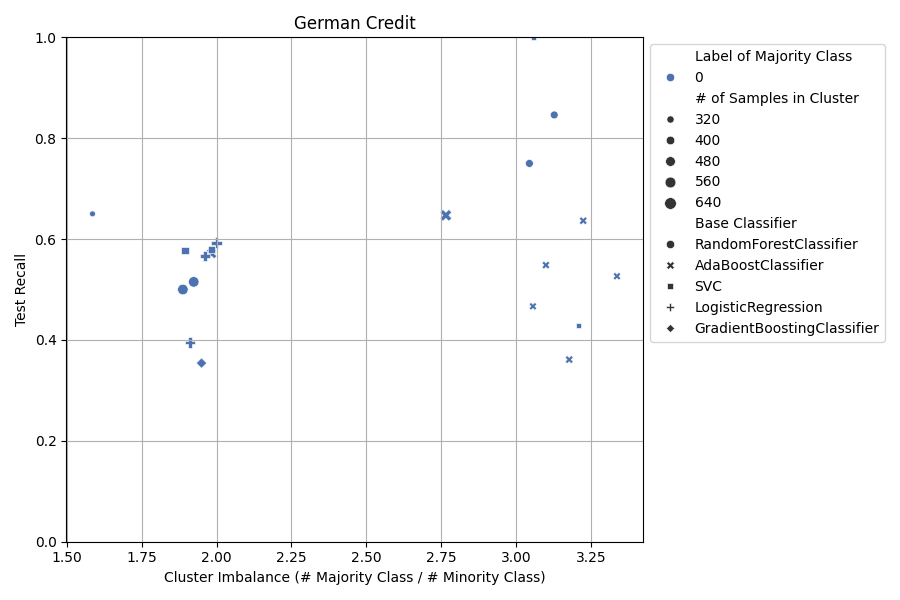 German Credit
Test Recall
1.0
0.8
0.6
0.4
0.2
0.0
1.50 1.75 2.00 2.25 2.50 2.75 3.00 3.25
Cluster Imbalance (# Majority Class / # Minority Class)
Label of Majority Class
0
# of Samples in Cluster
320
400
480
560
640
Base Classifier
RandomForestClassifier
AdaBoostClassifier
SVC
LogisticRegression
GradientBoostingClassifier